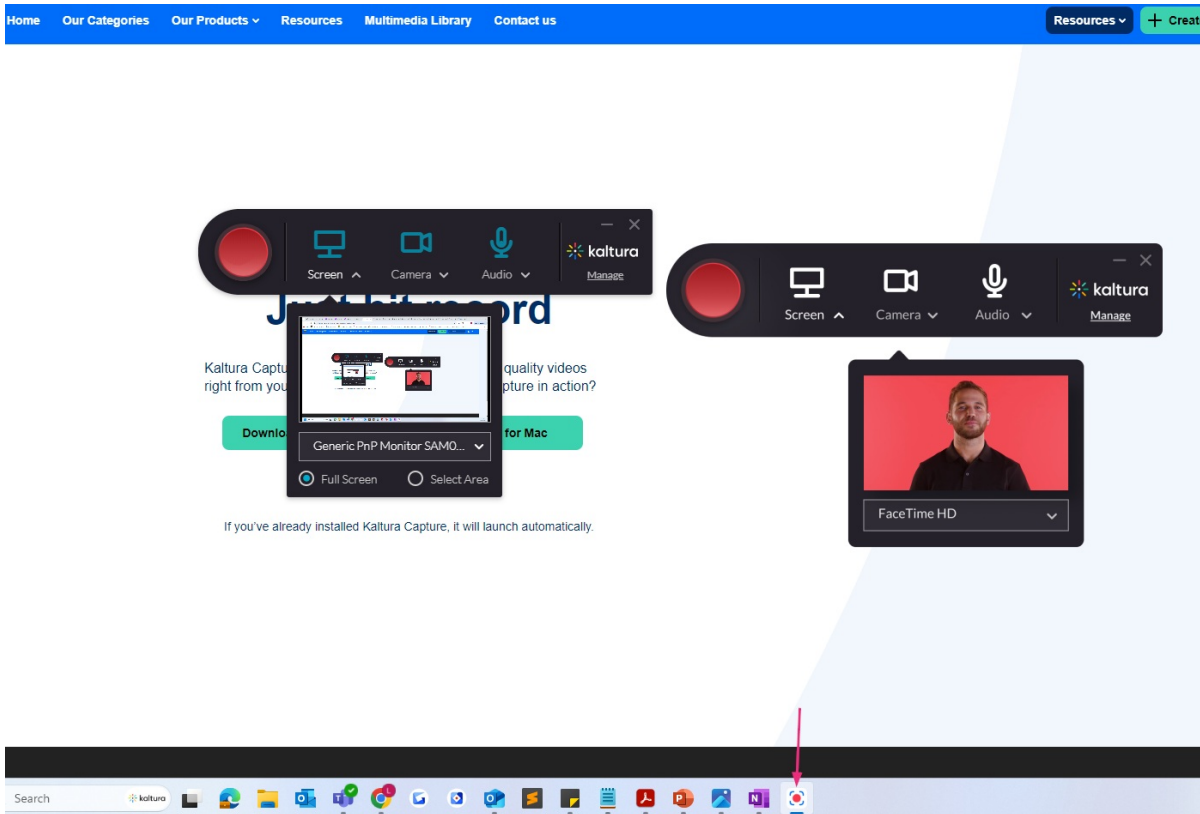 Home Our Categories Our Products Resources Multimedia Library Contact us Resources + Creat
kaltura
Screen Camera Audio Manage
kaltura
Screen Camera Audio Manage
J rd
Kaltura Captu quality videos
right from you pture in action?
Downlo for Mac
Generic PnP Monitor SAM0...
Full Screen Select Area
FaceTime HD
If you've already installed Kaltura Capture, it will launch automatically.
Search kaltura